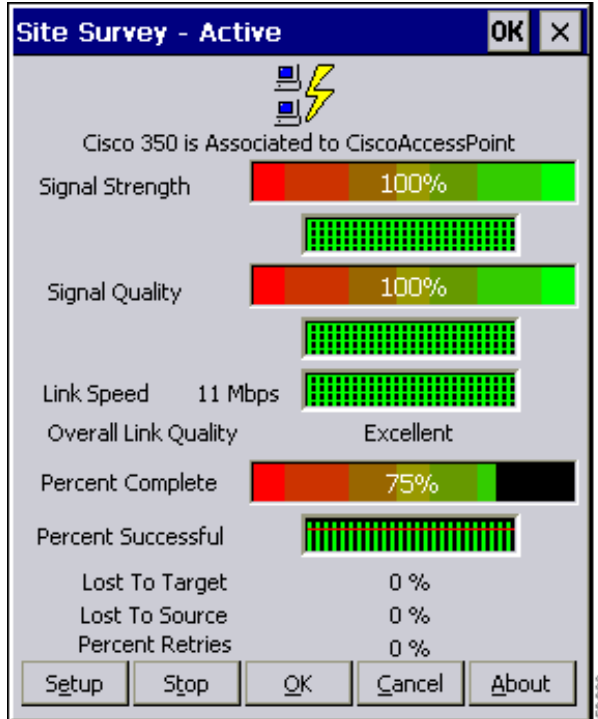 Site Survey - Active OK ×
Cisco 350 is Associated to CiscoAccessPoint
Signal Strength 100%
Signal Quality 100%
Link Speed 11 Mbps
Overall Link Quality Excellent
Percent Complete 75%
Percent Successful
Lost To Target 0 %
Lost To Source 0 %
Percent Retries 0 %
Setup Stop OK Cancel About